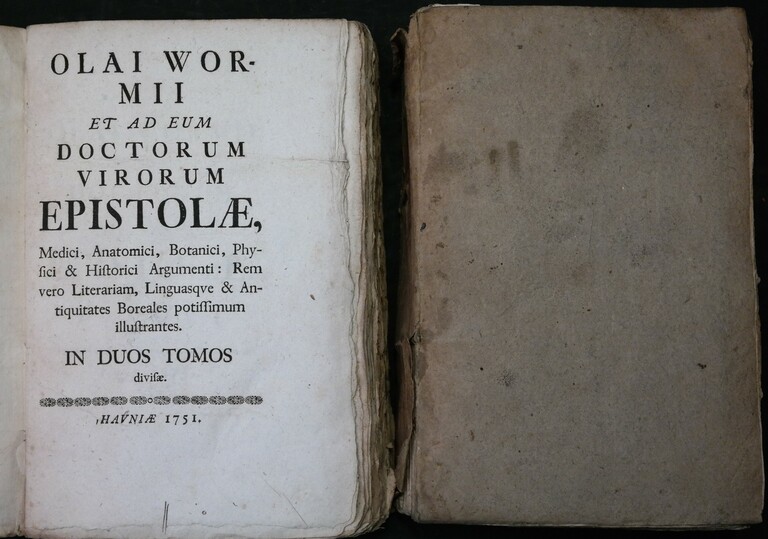 OLAI WOR-
MII
ET AD EUM
DOCTORUM
VIRORUM
EPISTOLÆ,
Medici, Anatomici, Botanici, Phy-
ſici & Hiſtorici Argumenti: Rem
vero Literariam, Linguasqve & An-
tiquitates Boreales potiſſimum
illuſtrantes.
IN DUOS TOMOS
diviſæ.
HAVNIÆ 1751.